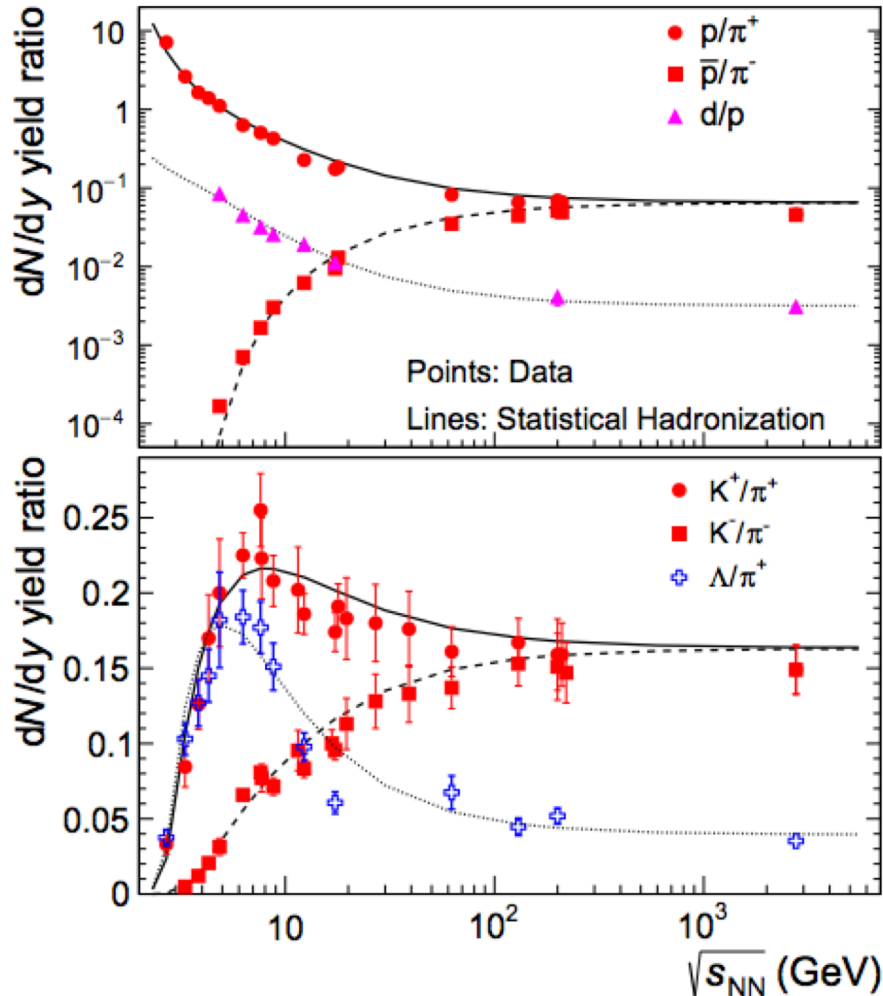 dN/dy yield ratio
10
1
10⁻¹
10⁻²
10⁻³
10⁻⁴
p/π⁺
p̅/π⁻
d/p
Points: Data
Lines: Statistical Hadronization
dN/dy yield ratio
0.25
0.2
0.15
0.1
0.05
0
K⁺/π⁺
K⁻/π⁻
Λ/π⁺
10
10²
10³
√s_NN (GeV)